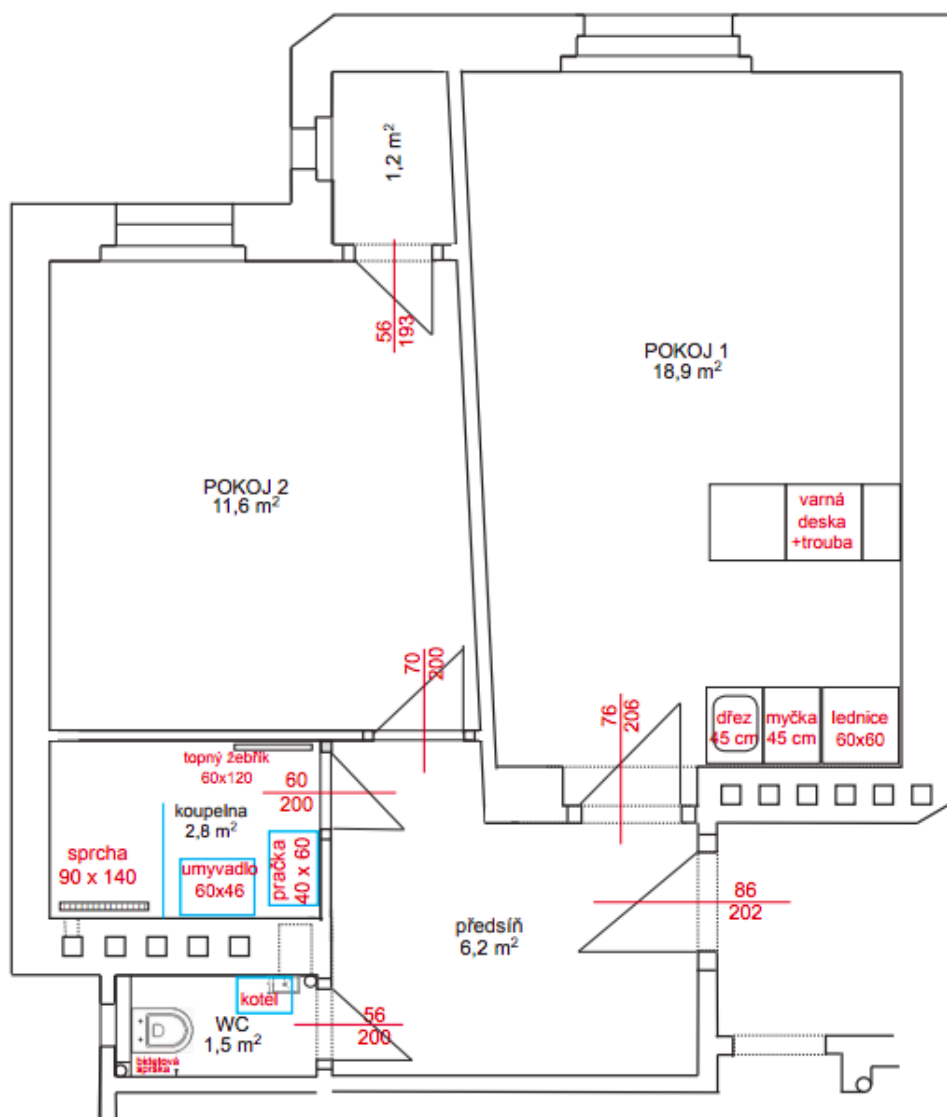 1,2 m²
56
193
POKOJ 1
18,9 m²
POKOJ 2
11,6 m²
varná
deska
+trouba
70
200
76
206
dřez
45 cm
myčka
45 cm
lednice
60x60
topný žebřík
60x120
60
200
koupelna
2,8 m²
sprcha
90 x 140
umyvadlo
60x46
pračka
40 x 60
86
202
předsíň
6,2 m²
kotel
WC
1,5 m²
56
200
bidetová
sprška